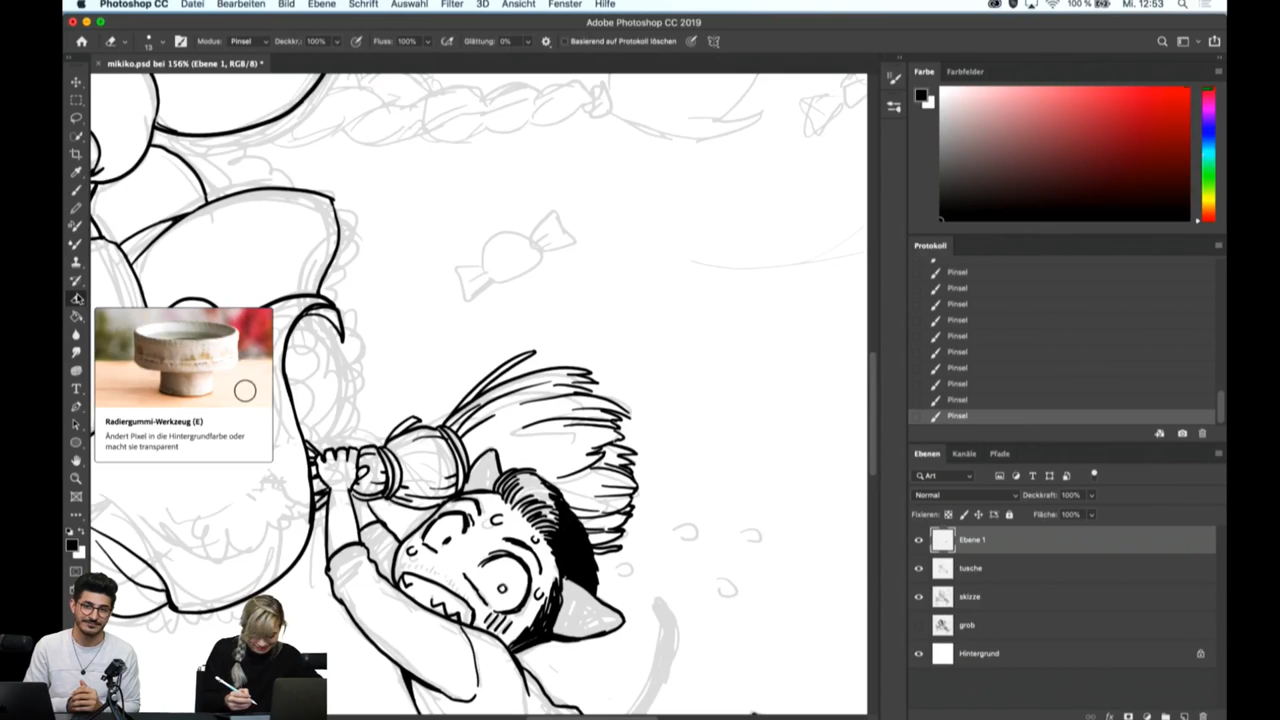 Photoshop CC Datei Bearbeiten Bild Ebene Schrift Auswahl Filter 3D Ansicht Fenster Hilfe 100 % Mi. 12:53
Adobe Photoshop CC 2019
13 Modus: Pinsel Deckkr.: 100% Fluss: 100% Glättung: 0% Basierend auf Protokoll löschen
mikiko.psd bei 156% (Ebene 1, RGB/8) *
Farbe Farbfelder
Protokoll
Pinsel
Pinsel
Pinsel
Pinsel
Pinsel
Pinsel
Pinsel
Pinsel
Pinsel
Pinsel
Radiergummi-Werkzeug (E)
Ändert Pixel in die Hintergrundfarbe oder
macht sie transparent
Ebenen Kanäle Pfade
Art
Normal Deckkraft: 100%
Fixieren: Fläche: 100%
Ebene 1
tusche
skizze
grob
Hintergrund
fx